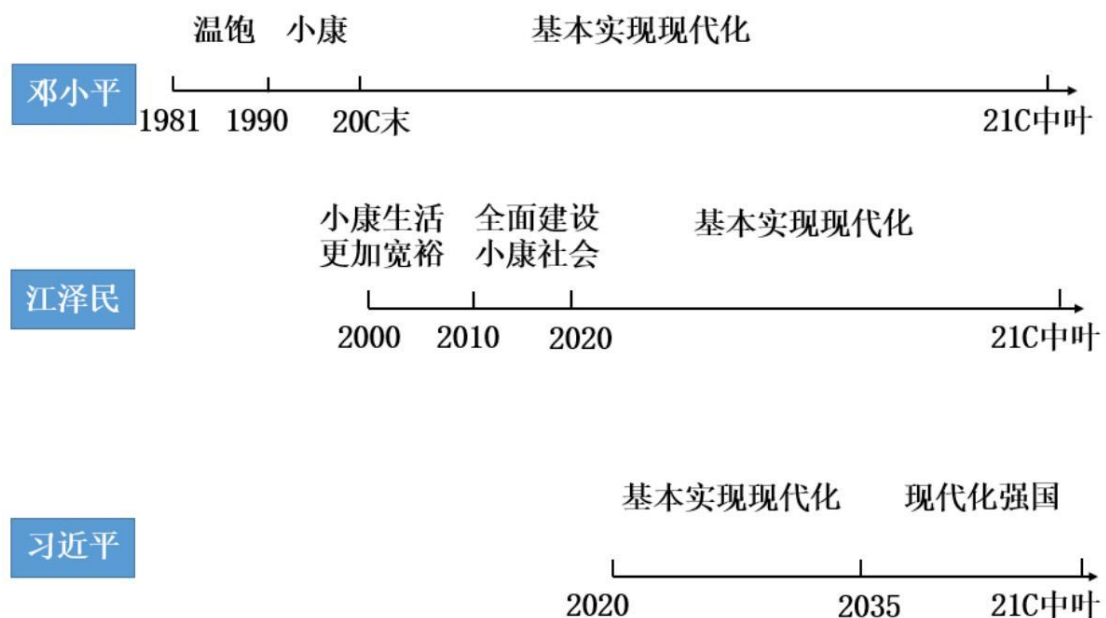 温饱 小康 基本实现现代化
邓小平
1981 1990 20C末 21C中叶
小康生活 全面建设 基本实现现代化
更加宽裕 小康社会
江泽民
2000 2010 2020 21C中叶
基本实现现代化 现代化强国
习近平
2020 2035 21C中叶